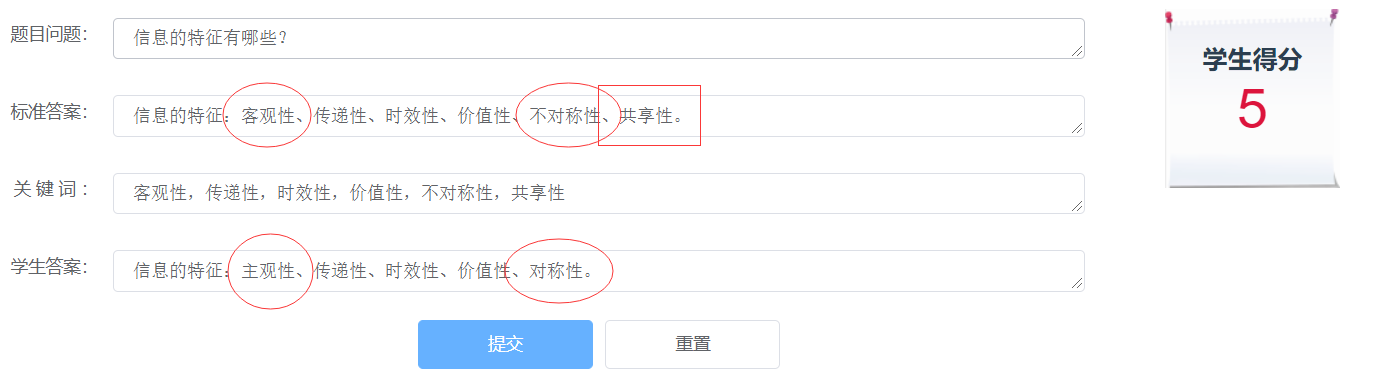 题目问题：
信息的特征有哪些？
标准答案：
信息的特征：客观性、传递性、时效性、价值性、不对称性、共享性。
关 键 词 ：
客观性，传递性，时效性，价值性，不对称性，共享性
学生答案：
信息的特征：主观性、传递性、时效性、价值性、对称性。
提交
重置
学生得分
5